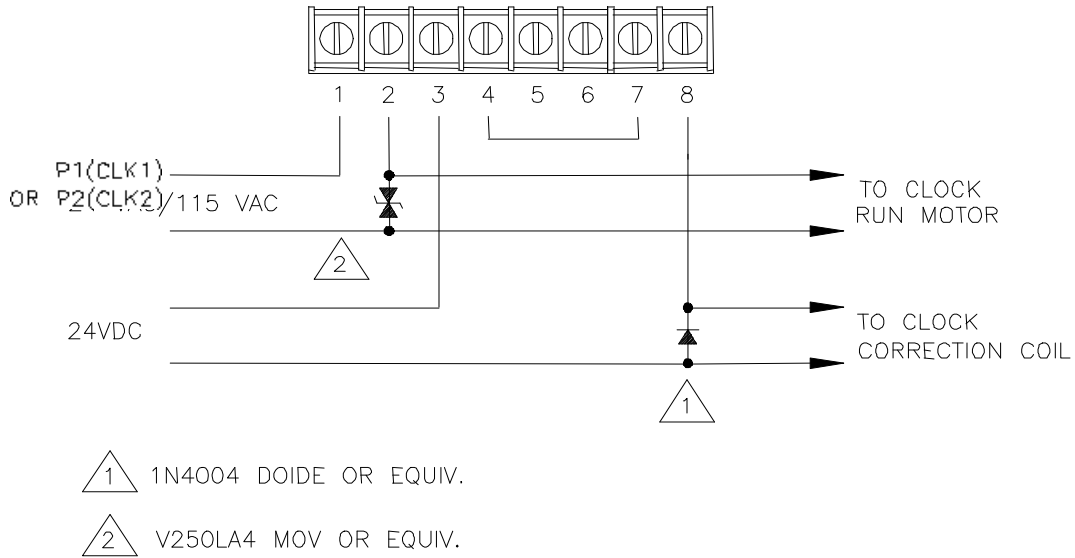 1 2 3 4 5 6 7 8
P1(CLK1)
OR P2(CLK2)
/115 VAC
TO CLOCK
RUN MOTOR
2
24VDC
TO CLOCK
CORRECTION COIL
1
1 1N4004 DOIDE OR EQUIV.
2 V250LA4 MOV OR EQUIV.